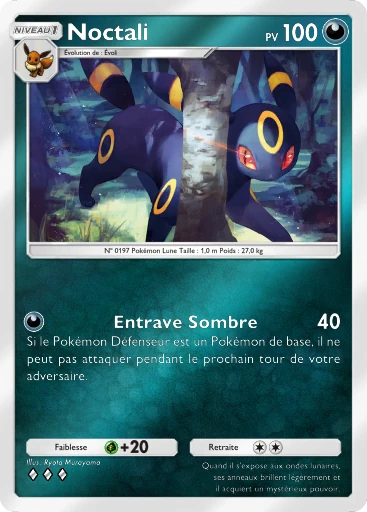 NIVEAU 1
Noctali
PV 100
Évolution de : Évoli
N° 0197 Pokémon Lune Taille : 1,0 m Poids : 27,0 kg
Entrave Sombre 40
Si le Pokémon Défenseur est un Pokémon de base, il ne
peut pas attaquer pendant le prochain tour de votre
adversaire.
Faiblesse +20 Retraite
Illus. Ryota Murayama
Quand il s'expose aux ondes lunaires,
ses anneaux brillent légèrement et
il acquiert un mystérieux pouvoir.